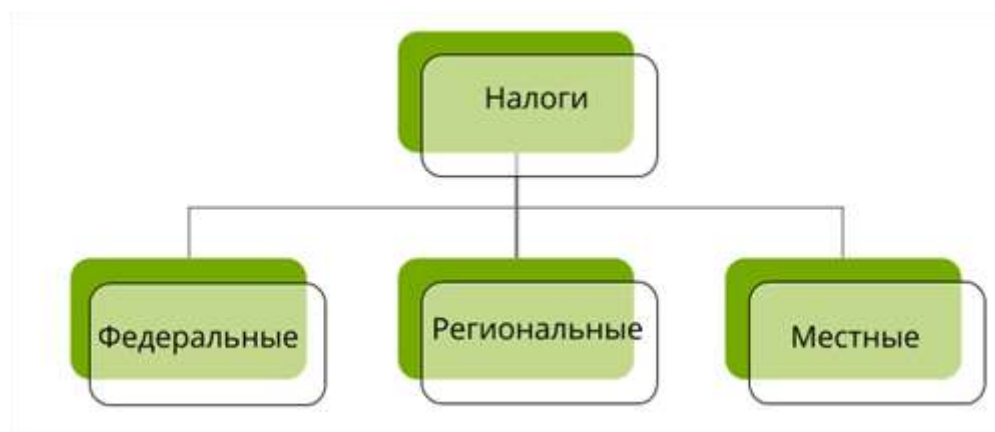 Налоги
Федеральные
Региональные
Местные